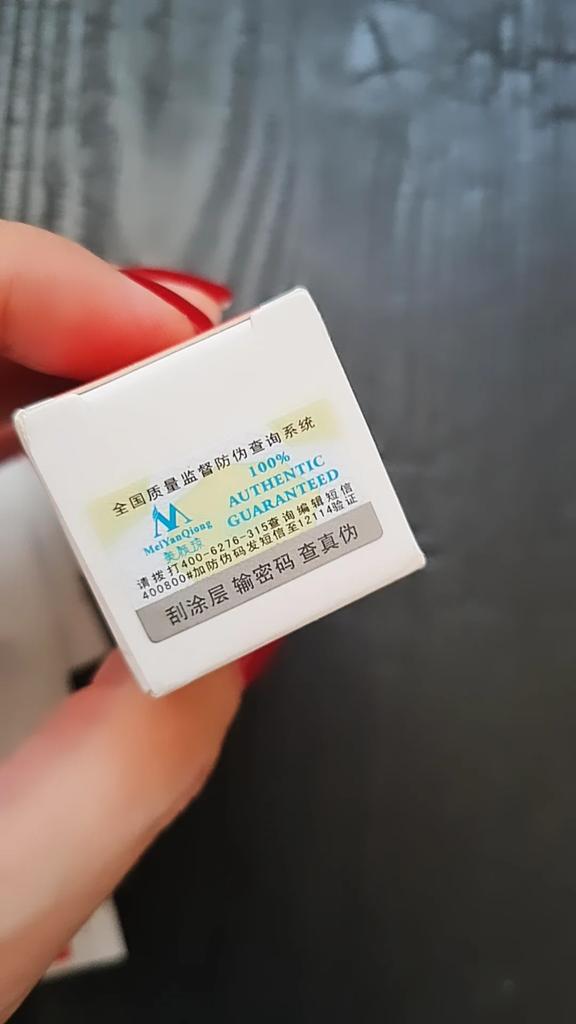 全国质量监督防伪查询系统
100%
AUTHENTIC
GUARANTEED
MeiYanQiong
美颜琼
请拨打400-6276-315查询编辑短信
400800#加防伪码发短信至12114验证
刮涂层 输密码 查真伪